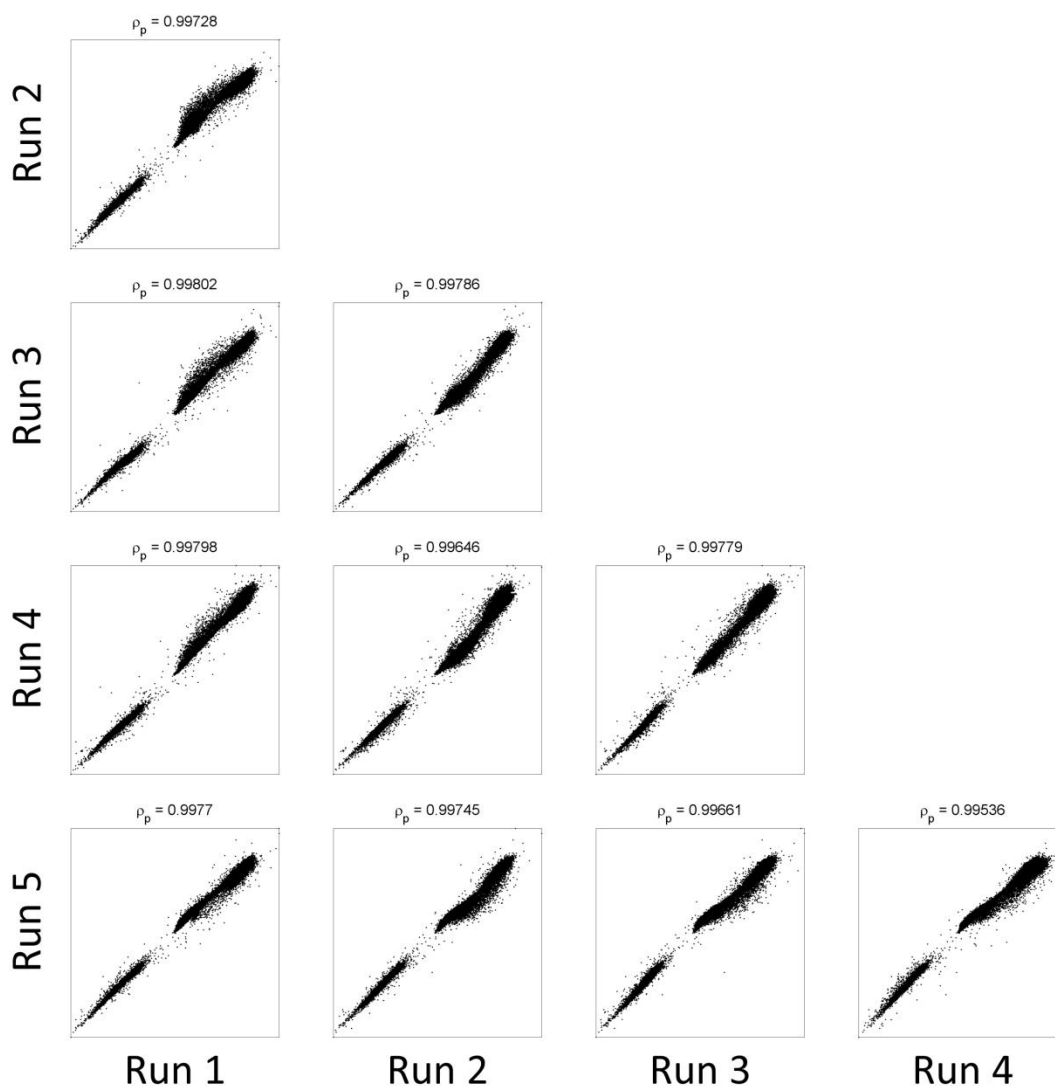 ρp = 0.99728
Run 2
ρp = 0.99802
ρp = 0.99786
Run 3
ρp = 0.99798
ρp = 0.99646
ρp = 0.99779
Run 4
ρp = 0.9977
ρp = 0.99745
ρp = 0.99661
ρp = 0.99536
Run 5
Run 1
Run 2
Run 3
Run 4